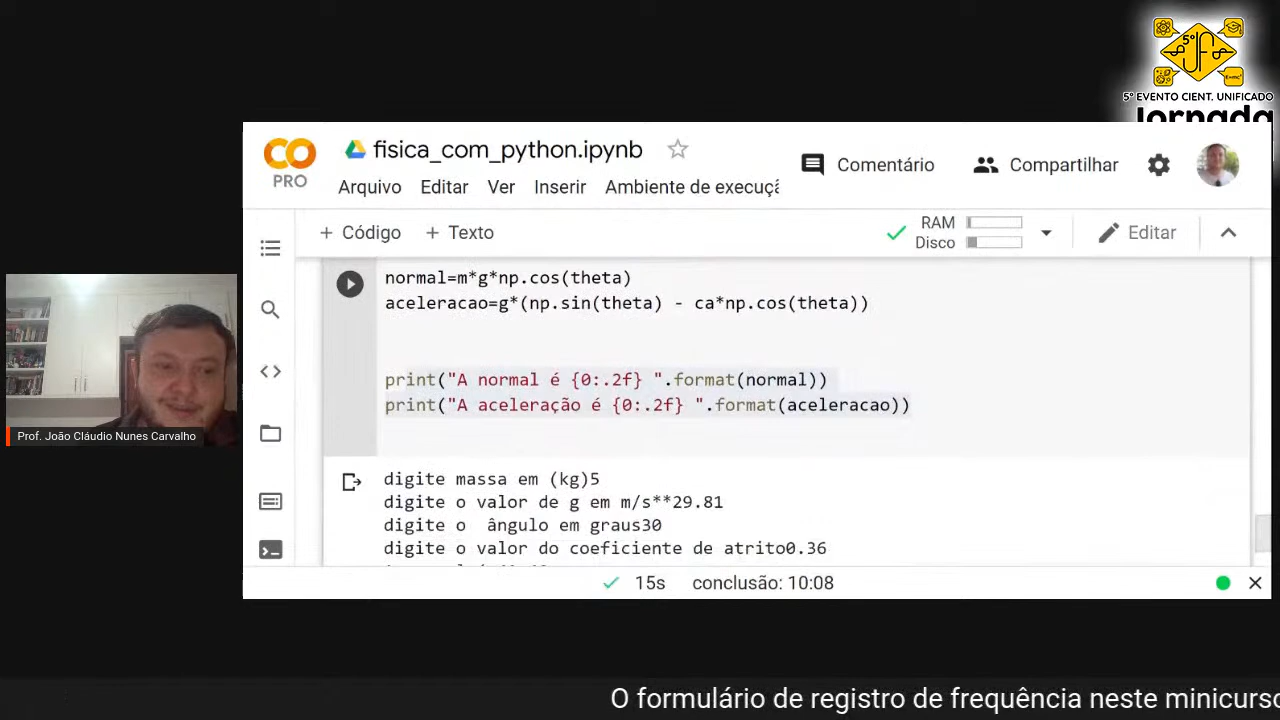 5º
5º EVENTO CIENT. UNIFICADO
Jornada
CO
PRO
fisica_com_python.ipynb
Comentário
Compartilhar
Arquivo Editar Ver Inserir Ambiente de execuçã
+ Código + Texto
RAM
Disco
Editar
normal=m*g*np.cos(theta)
aceleracao=g*(np.sin(theta) - ca*np.cos(theta))
print("A normal é {0:.2f} ".format(normal))
print("A aceleração é {0:.2f} ".format(aceleracao))
digite massa em (kg)5
digite o valor de g em m/s**29.81
digite o  ângulo em graus30
digite o valor do coeficiente de atrito0.36
15s conclusão: 10:08
Prof. João Cláudio Nunes Carvalho
O formulário de registro de frequência neste minicurso